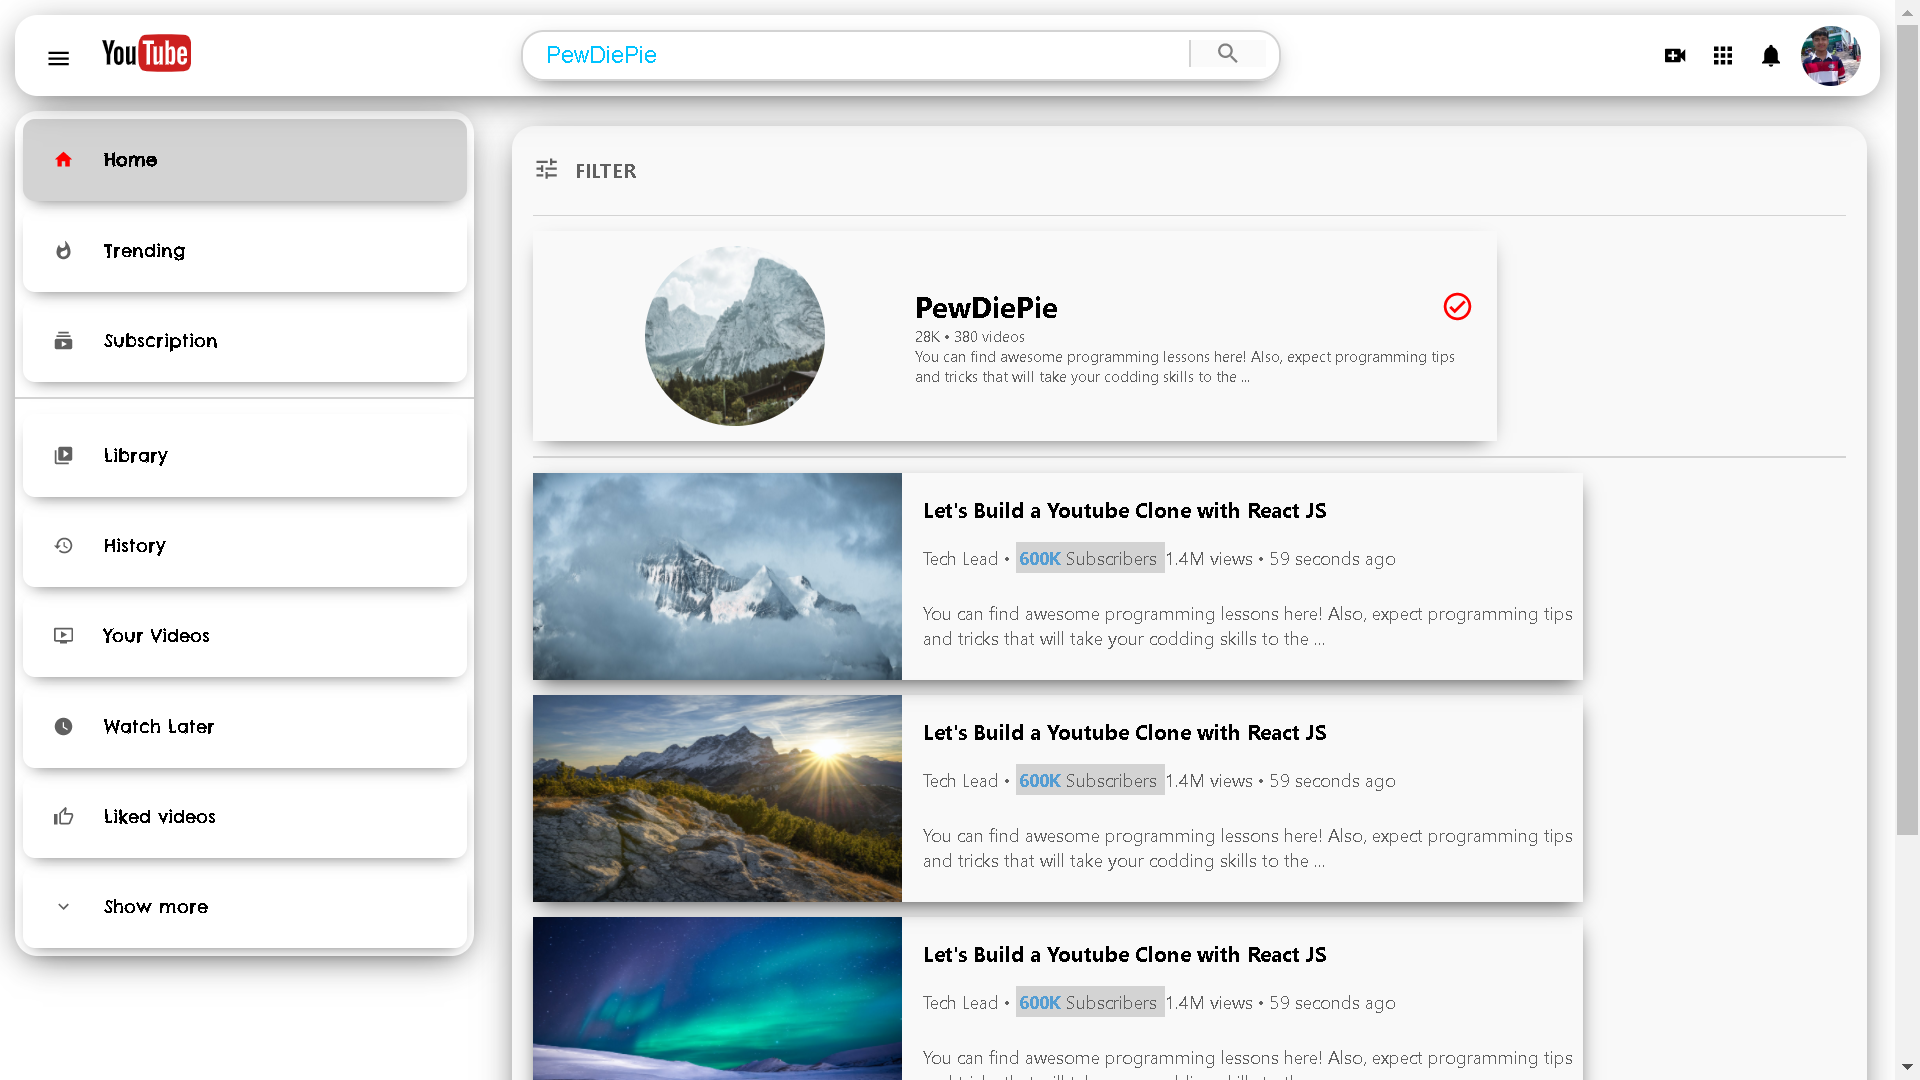 YouTube
PewDiePie
Home
Trending
Subscription
Library
History
Your Videos
Watch Later
Liked videos
Show more
FILTER
PewDiePie
28K • 380 videos
You can find awesome programming lessons here! Also, expect programming tips
and tricks that will take your codding skills to the ...
Let's Build a Youtube Clone with React JS
Tech Lead • 600K Subscribers 1.4M views • 59 seconds ago
You can find awesome programming lessons here! Also, expect programming tips
and tricks that will take your codding skills to the ...
Let's Build a Youtube Clone with React JS
Tech Lead • 600K Subscribers 1.4M views • 59 seconds ago
You can find awesome programming lessons here! Also, expect programming tips
and tricks that will take your codding skills to the ...
Let's Build a Youtube Clone with React JS
Tech Lead • 600K Subscribers 1.4M views • 59 seconds ago
You can find awesome programming lessons here! Also, expect programming tips